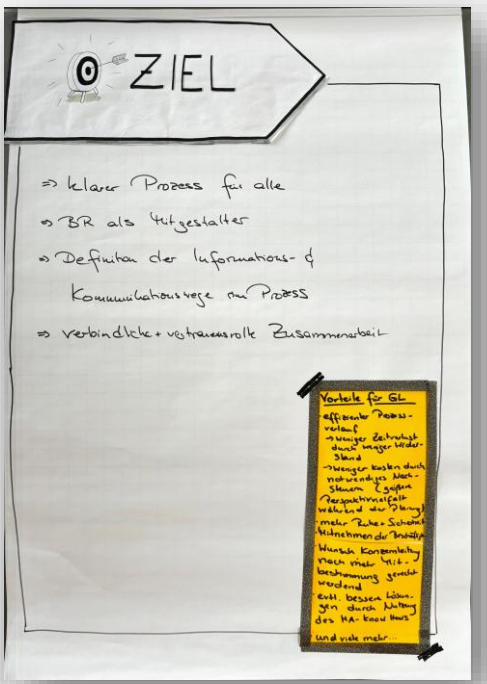 ZIEL
=> klarer Prozess für alle
=> BR als Mitgestalter
=> Definition der Informations- &
Kommunikationswege im Prozess
=> verbindliche + vertrauensvolle Zusammenarbeit
Vorteile für GL
- effizienter Prozess-
verlauf
-> weniger Zeitverlust
durch weniger Wider-
stand
-> weniger Kosten durch
notwendiges Nach-
steuern (größere
Perspektivvielfalt
während der Planung)
- mehr Ruhe + Sicherheit
Mitnehmen der
- Wunsch Konzernleitung
nach mehr Mit-
bestimmung gerecht
werdend
- evtl. bessere Lösun-
gen durch Nutzung
des MA-Know Hows
und viele mehr...